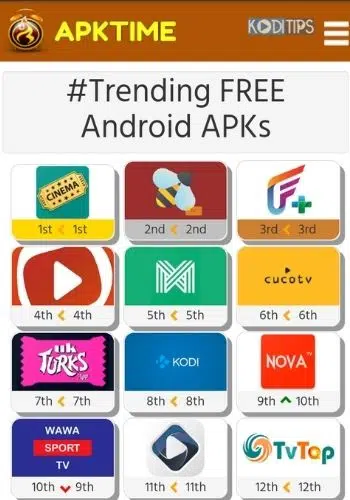 APKTIME
KODITIPS
#Trending FREE
Android APKs
CINEMA
F+
1st < 1st
2nd < 2nd
3rd < 3rd
cucotv
4th < 4th
5th < 5th
6th < 6th
UK
TURKS
KODI
NOVA
TV
7th < 7th
8th < 8th
9th ^ 10th
WAWA
SPORT
TV
TvTap
10th ⌄ 9th
11th < 11th
12th < 12th